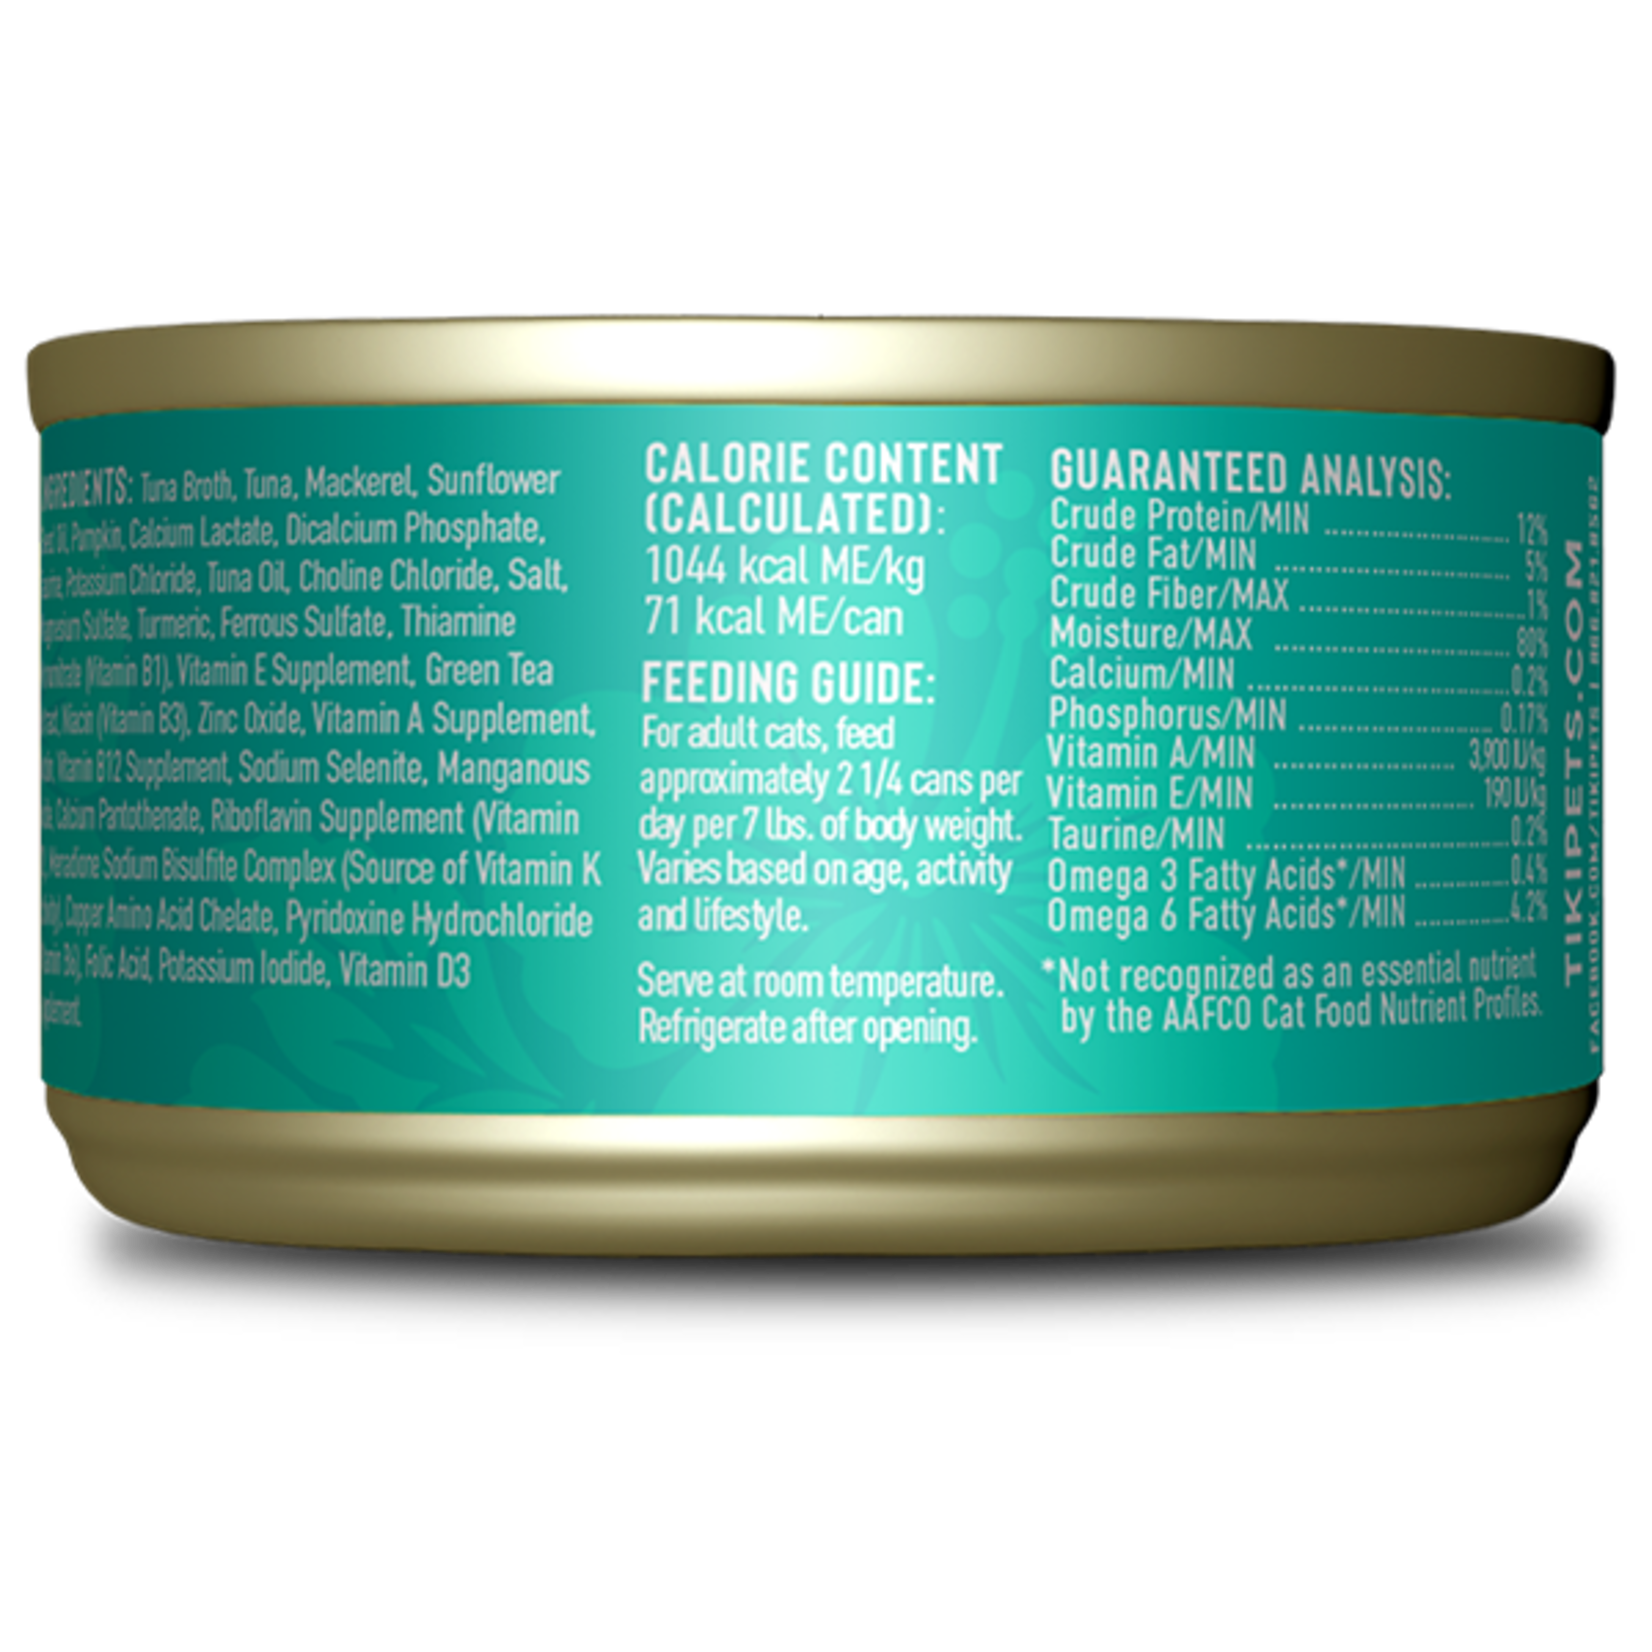 INGREDIENTS: Tuna Broth, Tuna, Mackerel, Sunflower
Oil, Pumpkin, Calcium Lactate, Dicalcium Phosphate,
Potassium Chloride, Tuna Oil, Choline Chloride, Salt,
Sulfate, Turmeric, Ferrous Sulfate, Thiamine
(Vitamin B1), Vitamin E Supplement, Green Tea
Niacin (Vitamin B3), Zinc Oxide, Vitamin A Supplement,
Vitamin B12 Supplement, Sodium Selenite, Manganous
Calcium Pantothenate, Riboflavin Supplement (Vitamin
Menadione Sodium Bisulfite Complex (Source of Vitamin K
Copper Amino Acid Chelate, Pyridoxine Hydrochloride
B6), Folic Acid, Potassium Iodide, Vitamin D3
CALORIE CONTENT
(CALCULATED):
1044 kcal ME/kg
71 kcal ME/can
FEEDING GUIDE:
For adult cats, feed
approximately 2 1/4 cans per
day per 7 lbs. of body weight.
Varies based on age, activity
and lifestyle.
Serve at room temperature.
Refrigerate after opening.
GUARANTEED ANALYSIS:
Crude Protein/MIN 12%
Crude Fat/MIN 5%
Crude Fiber/MAX 1%
Moisture/MAX 80%
Calcium/MIN 0.2%
Phosphorus/MIN 0.17%
Vitamin A/MIN 3,900 IU/kg
Vitamin E/MIN 190 IU/kg
Taurine/MIN 0.2%
Omega 3 Fatty Acids*/MIN 0.4%
Omega 6 Fatty Acids*/MIN 4.2%
*Not recognized as an essential nutrient
by the AAFCO Cat Food Nutrient Profiles.
TIKIPETS.COM
FACEBOOK.COM/TIKIPETS |